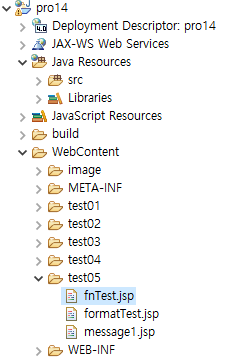 pro14
Deployment Descriptor: pro14
JAX-WS Web Services
Java Resources
src
Libraries
JavaScript Resources
build
WebContent
image
META-INF
test01
test02
test03
test04
test05
fnTest.jsp
formatTest.jsp
message1.jsp
WEB-INF